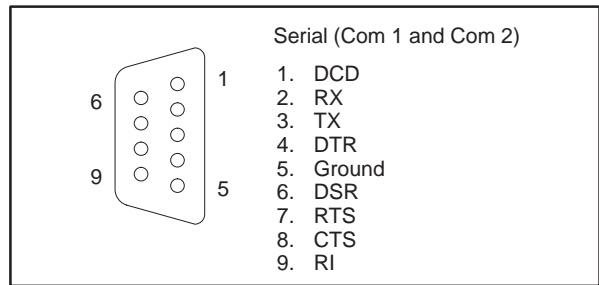 Serial (Com 1 and Com 2)
1
6
9
5
1. DCD
2. RX
3. TX
4. DTR
5. Ground
6. DSR
7. RTS
8. CTS
9. RI